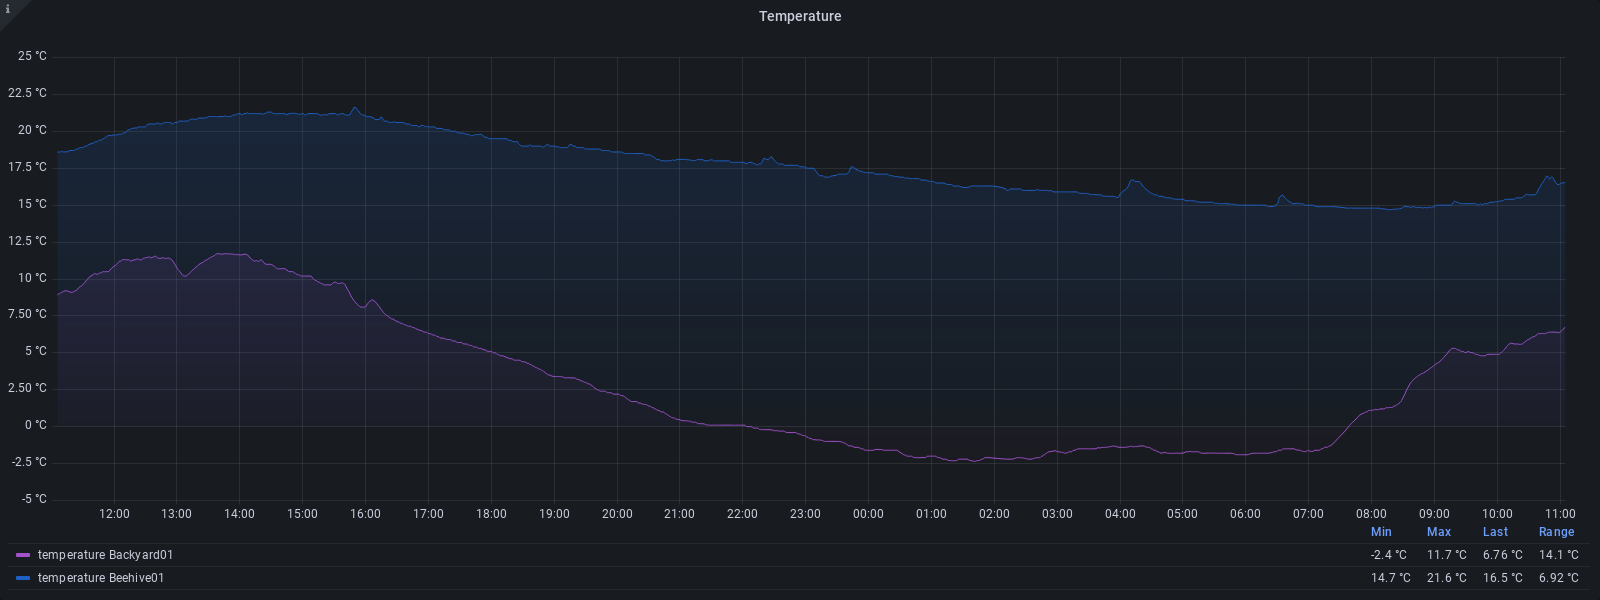 i
Temperature
25 °C
22.5 °C
20 °C
17.5 °C
15 °C
12.5 °C
10 °C
7.50 °C
5 °C
2.50 °C
0 °C
-2.5 °C
-5 °C
12:00 13:00 14:00 15:00 16:00 17:00 18:00 19:00 20:00 21:00 22:00 23:00 00:00 01:00 02:00 03:00 04:00 05:00 06:00 07:00 08:00 09:00 10:00 11:00
Min Max Last Range
temperature Backyard01 -2.4 °C 11.7 °C 6.76 °C 14.1 °C
temperature Beehive01 14.7 °C 21.6 °C 16.5 °C 6.92 °C